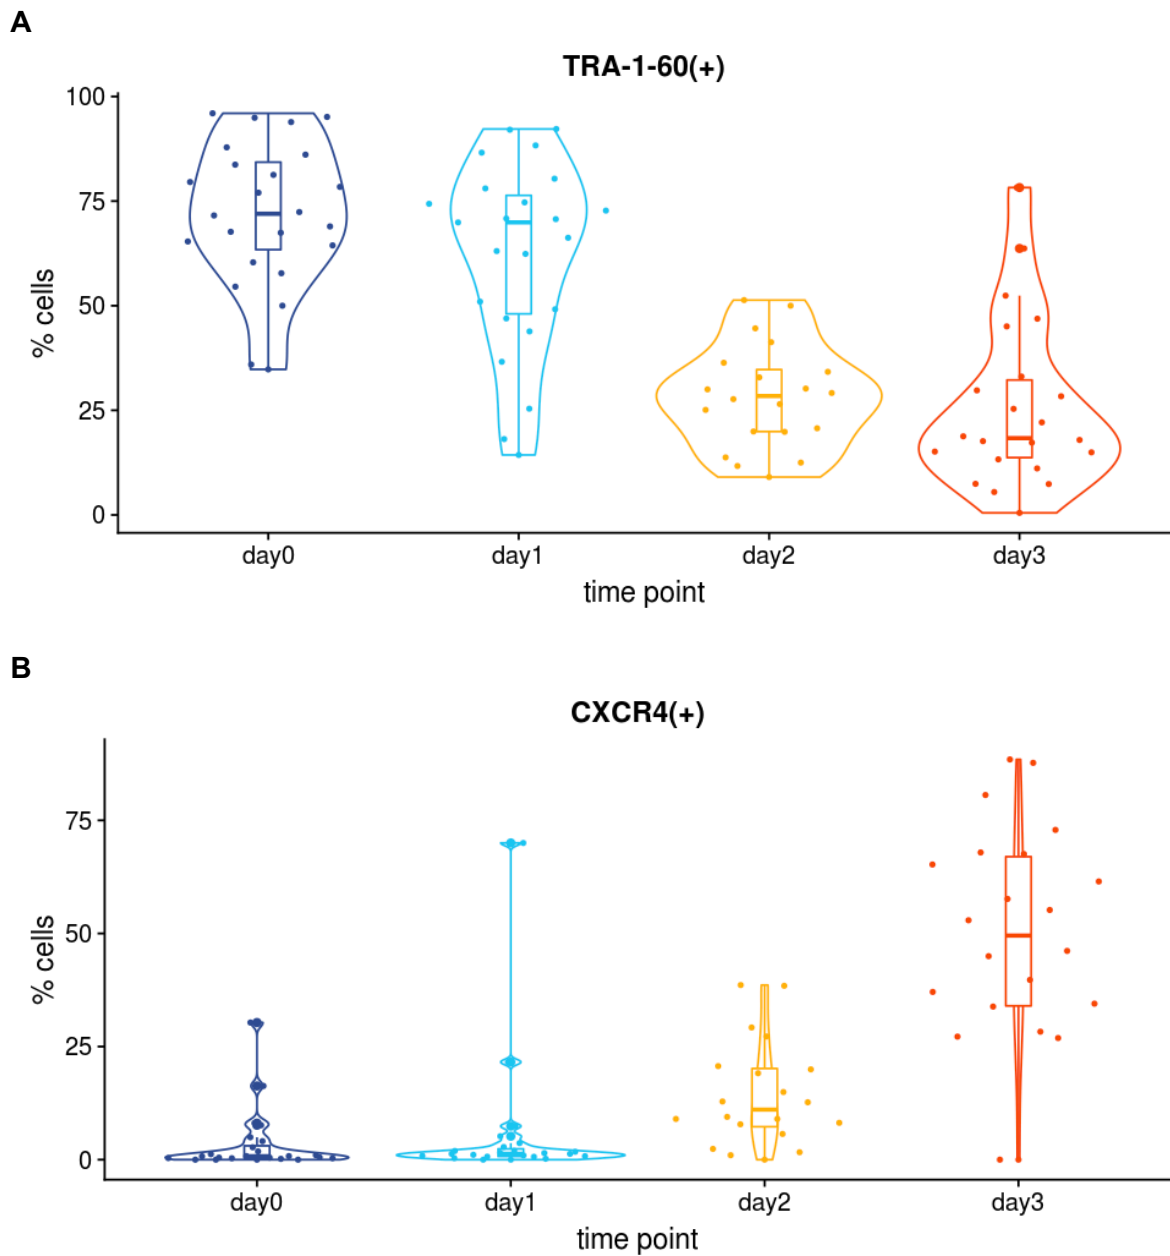 A
TRA-1-60(+)
100
75
50
25
0
% cells
day0 day1 day2 day3
time point
B
CXCR4(+)
75
50
25
0
% cells
day0 day1 day2 day3
time point